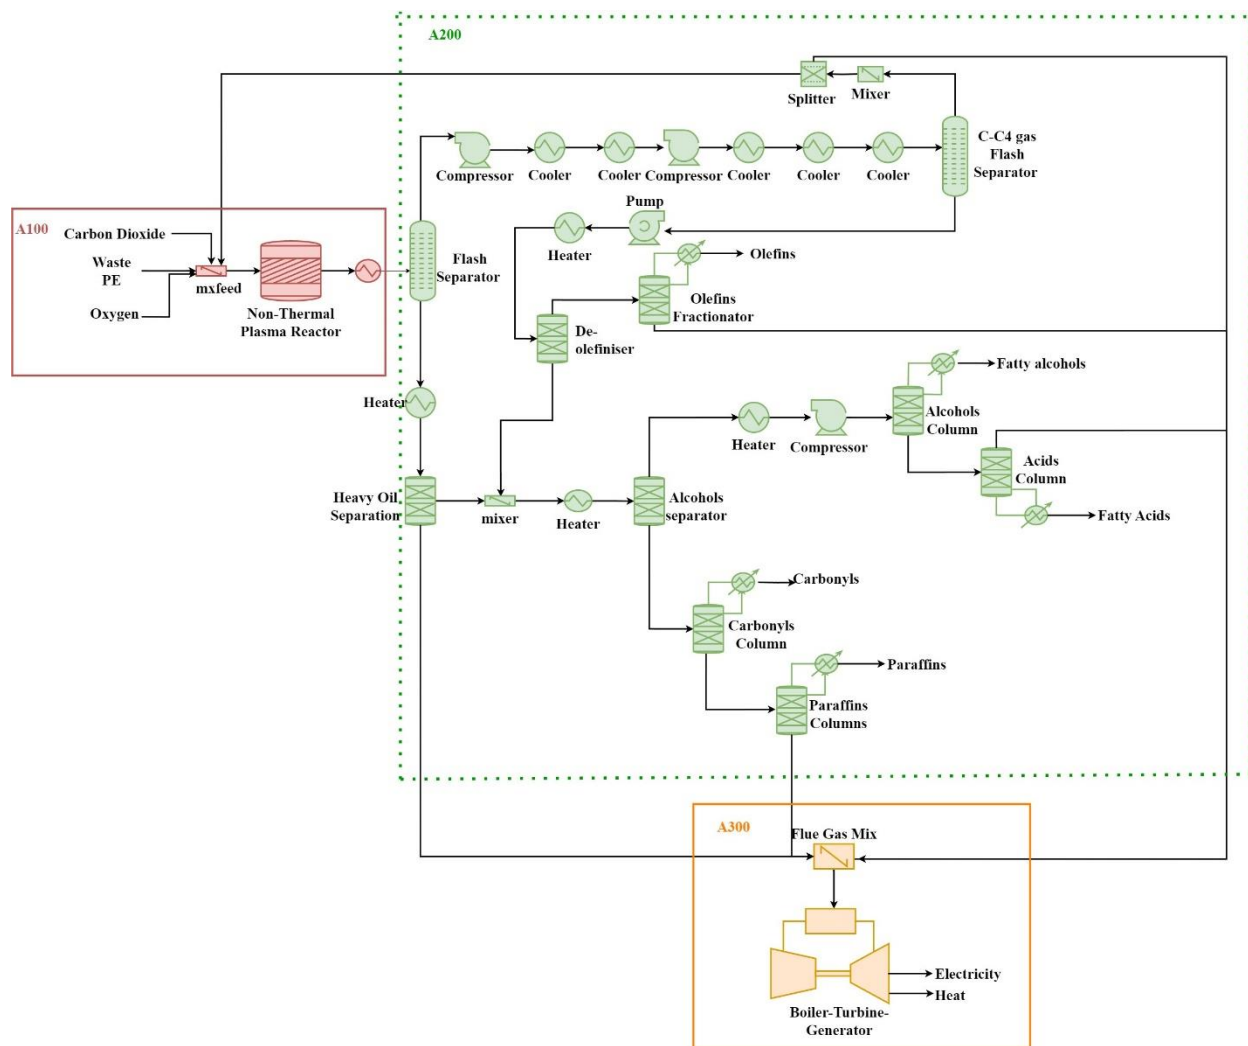 A200
Splitter
Mixer
C-C4 gas
Flash
Separator
Compressor
Cooler
Cooler
Compressor
Cooler
Cooler
Cooler
A100
Carbon Dioxide
Waste
PE
Oxygen
mxfeed
Non-Thermal
Plasma Reactor
Flash
Separator
Pump
Heater
Olefins
Olefins
Fractionator
De-
olefiniser
Heater
Fatty alcohols
Alcohols
Column
Heater
Compressor
Acids
Column
Fatty Acids
Heavy Oil
Separation
mixer
Heater
Alcohols
separator
Carbonyls
Carbonyls
Column
Paraffins
Paraffins
Columns
A300
Flue Gas Mix
Electricity
Heat
Boiler-Turbine-
Generator